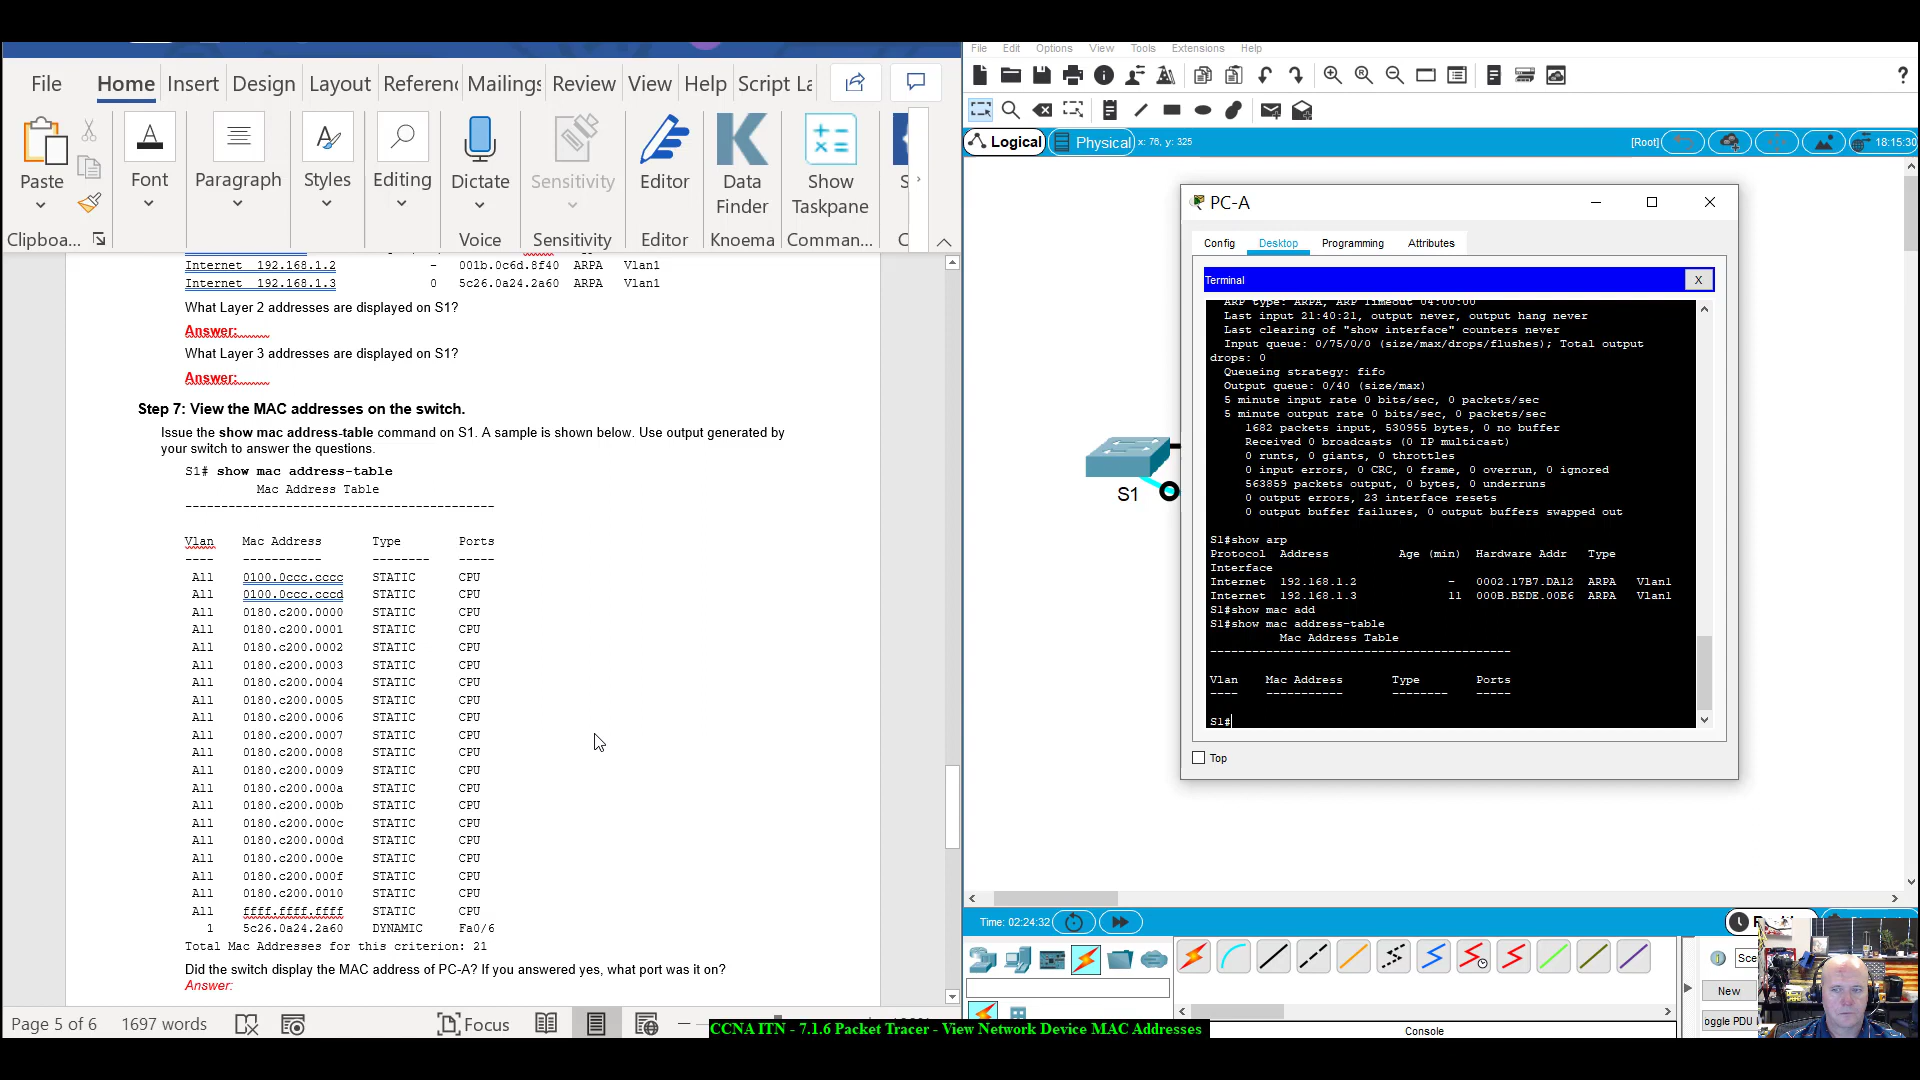 File Home Insert Design Layout Referenc Mailings Review View Help Script La
Paste Font Paragraph Styles Editing Dictate Sensitivity Editor Data Finder Show Taskpane
Clipboa... Voice Sensitivity Editor Knoema Comman...
Internet 192.168.1.2 - 001b.0c6d.8f40 ARPA Vlan1
Internet 192.168.1.3 0 5c26.0a24.2a60 ARPA Vlan1
What Layer 2 addresses are displayed on S1?
Answer:
What Layer 3 addresses are displayed on S1?
Answer:
Step 7: View the MAC addresses on the switch.
Issue the show mac address-table command on S1. A sample is shown below. Use output generated by
your switch to answer the questions.
S1# show mac address-table
Mac Address Table
-------------------------------------------
Vlan Mac Address Type Ports
---- ----------- -------- -----
All 0100.0ccc.cccc STATIC CPU
All 0100.0ccc.cccd STATIC CPU
All 0180.c200.0000 STATIC CPU
All 0180.c200.0001 STATIC CPU
All 0180.c200.0002 STATIC CPU
All 0180.c200.0003 STATIC CPU
All 0180.c200.0004 STATIC CPU
All 0180.c200.0005 STATIC CPU
All 0180.c200.0006 STATIC CPU
All 0180.c200.0007 STATIC CPU
All 0180.c200.0008 STATIC CPU
All 0180.c200.0009 STATIC CPU
All 0180.c200.000a STATIC CPU
All 0180.c200.000b STATIC CPU
All 0180.c200.000c STATIC CPU
All 0180.c200.000d STATIC CPU
All 0180.c200.000e STATIC CPU
All 0180.c200.000f STATIC CPU
All 0180.c200.0010 STATIC CPU
All ffff.ffff.ffff STATIC CPU
1 5c26.0a24.2a60 DYNAMIC Fa0/6
Total Mac Addresses for this criterion: 21
Did the switch display the MAC address of PC-A? If you answered yes, what port was it on?
Answer:
Page 5 of 6 1697 words Focus
File Edit Options View Tools Extensions Help
Logical Physical x: 76, y: 325 [Root] 18:15:30
S1
PC-A
Config Desktop Programming Attributes
Terminal X
ARP type: ARPA, ARP Timeout 04:00:00
Last input 21:40:21, output never, output hang never
Last clearing of "show interface" counters never
Input queue: 0/75/0/0 (size/max/drops/flushes); Total output
drops: 0
Queueing strategy: fifo
Output queue: 0/40 (size/max)
5 minute input rate 0 bits/sec, 0 packets/sec
5 minute output rate 0 bits/sec, 0 packets/sec
1682 packets input, 530955 bytes, 0 no buffer
Received 0 broadcasts (0 IP multicast)
0 runts, 0 giants, 0 throttles
0 input errors, 0 CRC, 0 frame, 0 overrun, 0 ignored
563859 packets output, 0 bytes, 0 underruns
0 output errors, 23 interface resets
0 output buffer failures, 0 output buffers swapped out
S1#show arp
Protocol Address Age (min) Hardware Addr Type
Interface
Internet 192.168.1.2 - 0002.17B7.DA12 ARPA Vlan1
Internet 192.168.1.3 11 000B.BEDE.00E6 ARPA Vlan1
S1#show mac add
S1#show mac address-table
Mac Address Table
-------------------------------------------
Vlan Mac Address Type Ports
---- ----------- -------- -----
S1#
Top
Time: 02:24:32
Sce
New
oggle PDU
Console
CCNA ITN - 7.1.6 Packet Tracer - View Network Device MAC Addresses